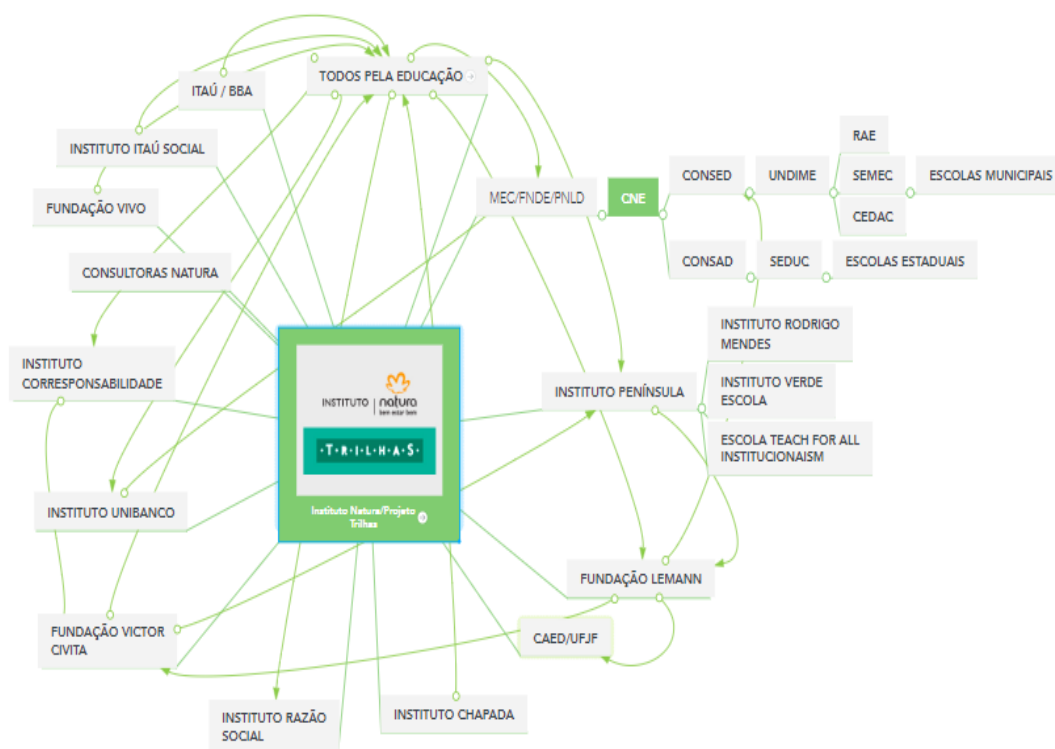 TODOS PELA EDUCAÇÃO
ITAÚ / BBA
INSTITUTO ITAÚ SOCIAL
FUNDAÇÃO VIVO
CONSULTORAS NATURA
INSTITUTO
CORRESPONSABILIDADE
INSTITUTO UNIBANCO
FUNDAÇÃO VICTOR
CIVITA
INSTITUTO RAZÃO
SOCIAL
INSTITUTO CHAPADA
CAED/UFJF
FUNDAÇÃO LEMANN
INSTITUTO PENÍNSULA
INSTITUTO RODRIGO
MENDES
INSTITUTO VERDE
ESCOLA
ESCOLA TEACH FOR ALL
INSTITUCIONAISM
MEC/FNDE/PNLD
CNE
CONSED
UNDIME
RAE
SEMEC
ESCOLAS MUNICIPAIS
CEDAC
CONSAD
SEDUC
ESCOLAS ESTADUAIS
INSTITUTO natura
bem estar bem
·T·R·I·L·H·A·S·
Instituto Natura/Projeto
Trilhas